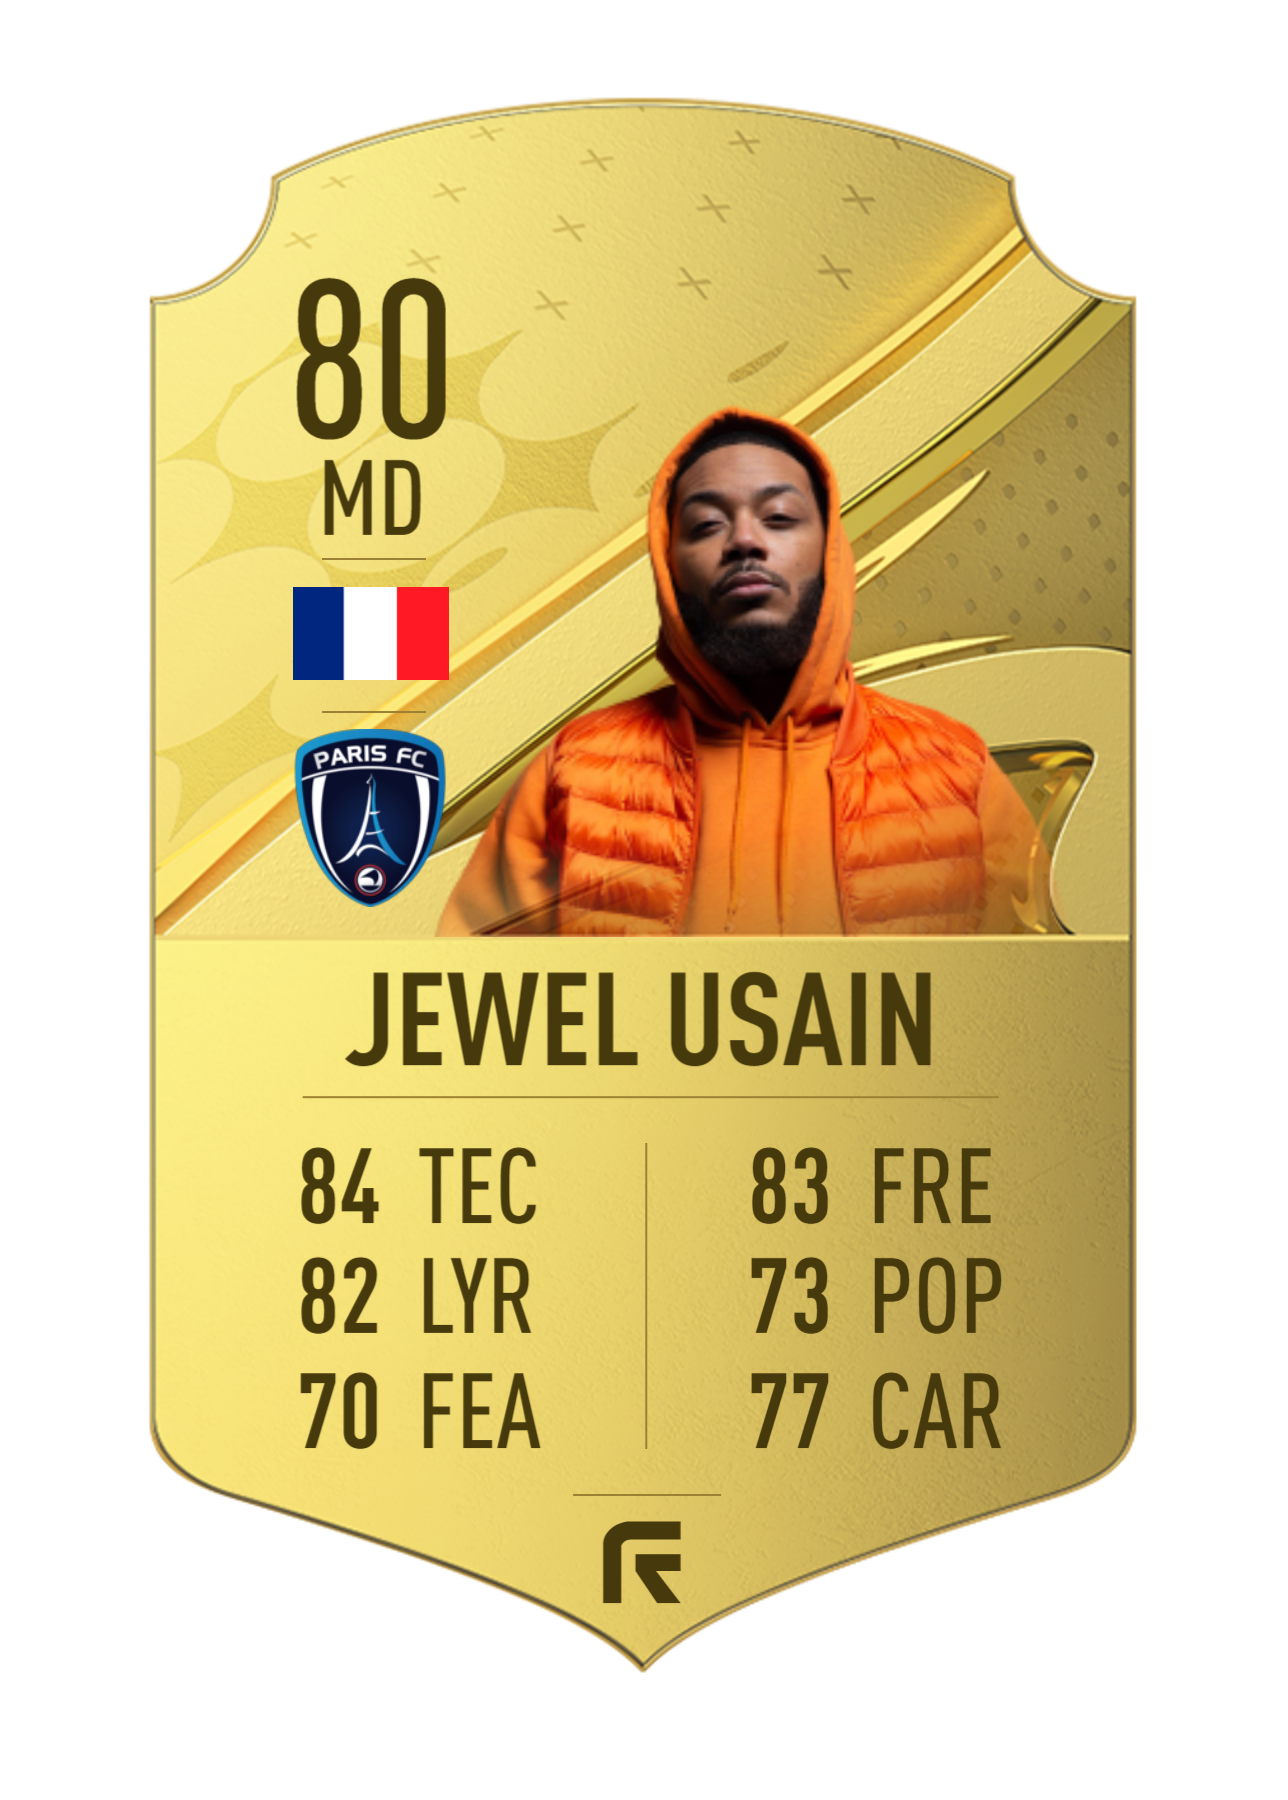 80
MD
PARIS FC
JEWEL USAIN
84 TEC
82 LYR
70 FEA
83 FRE
73 POP
77 CAR